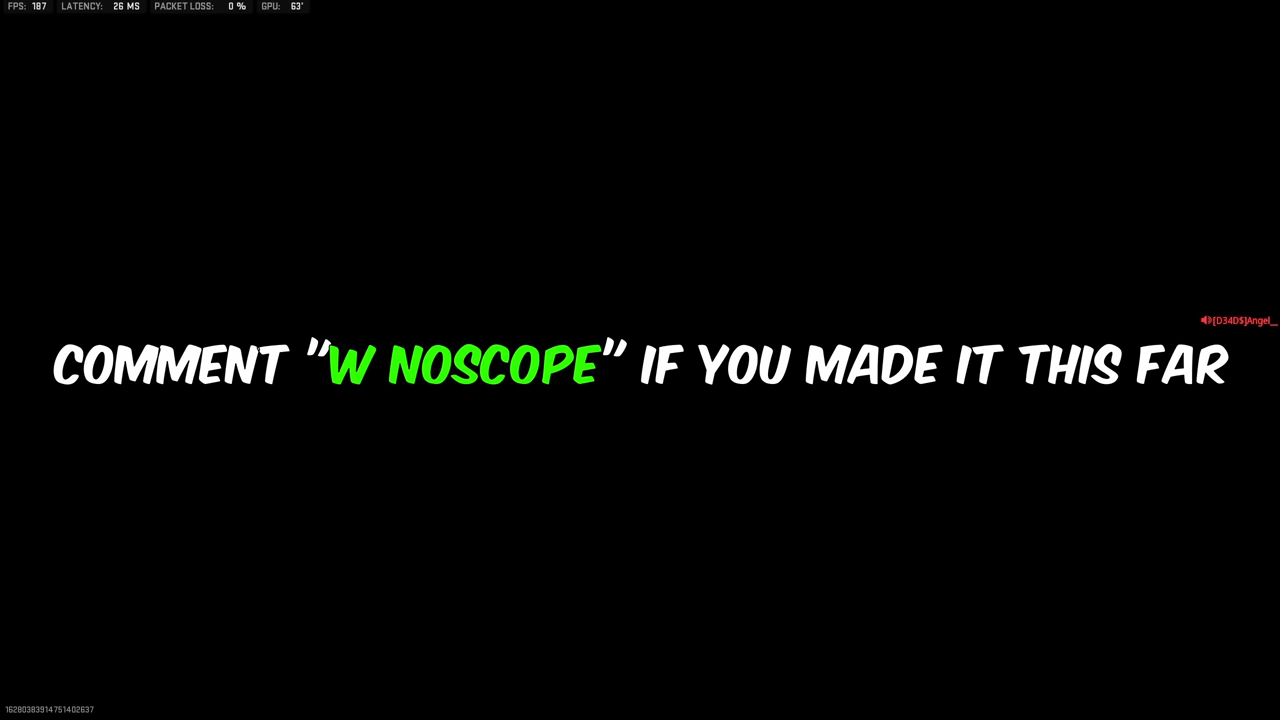 FPS: 187 LATENCY: 26 MS PACKET LOSS: 0 % GPU: 63°
[D34D$]Angel__
COMMENT "W NOSCOPE" IF YOU MADE IT THIS FAR
16280383914751402637